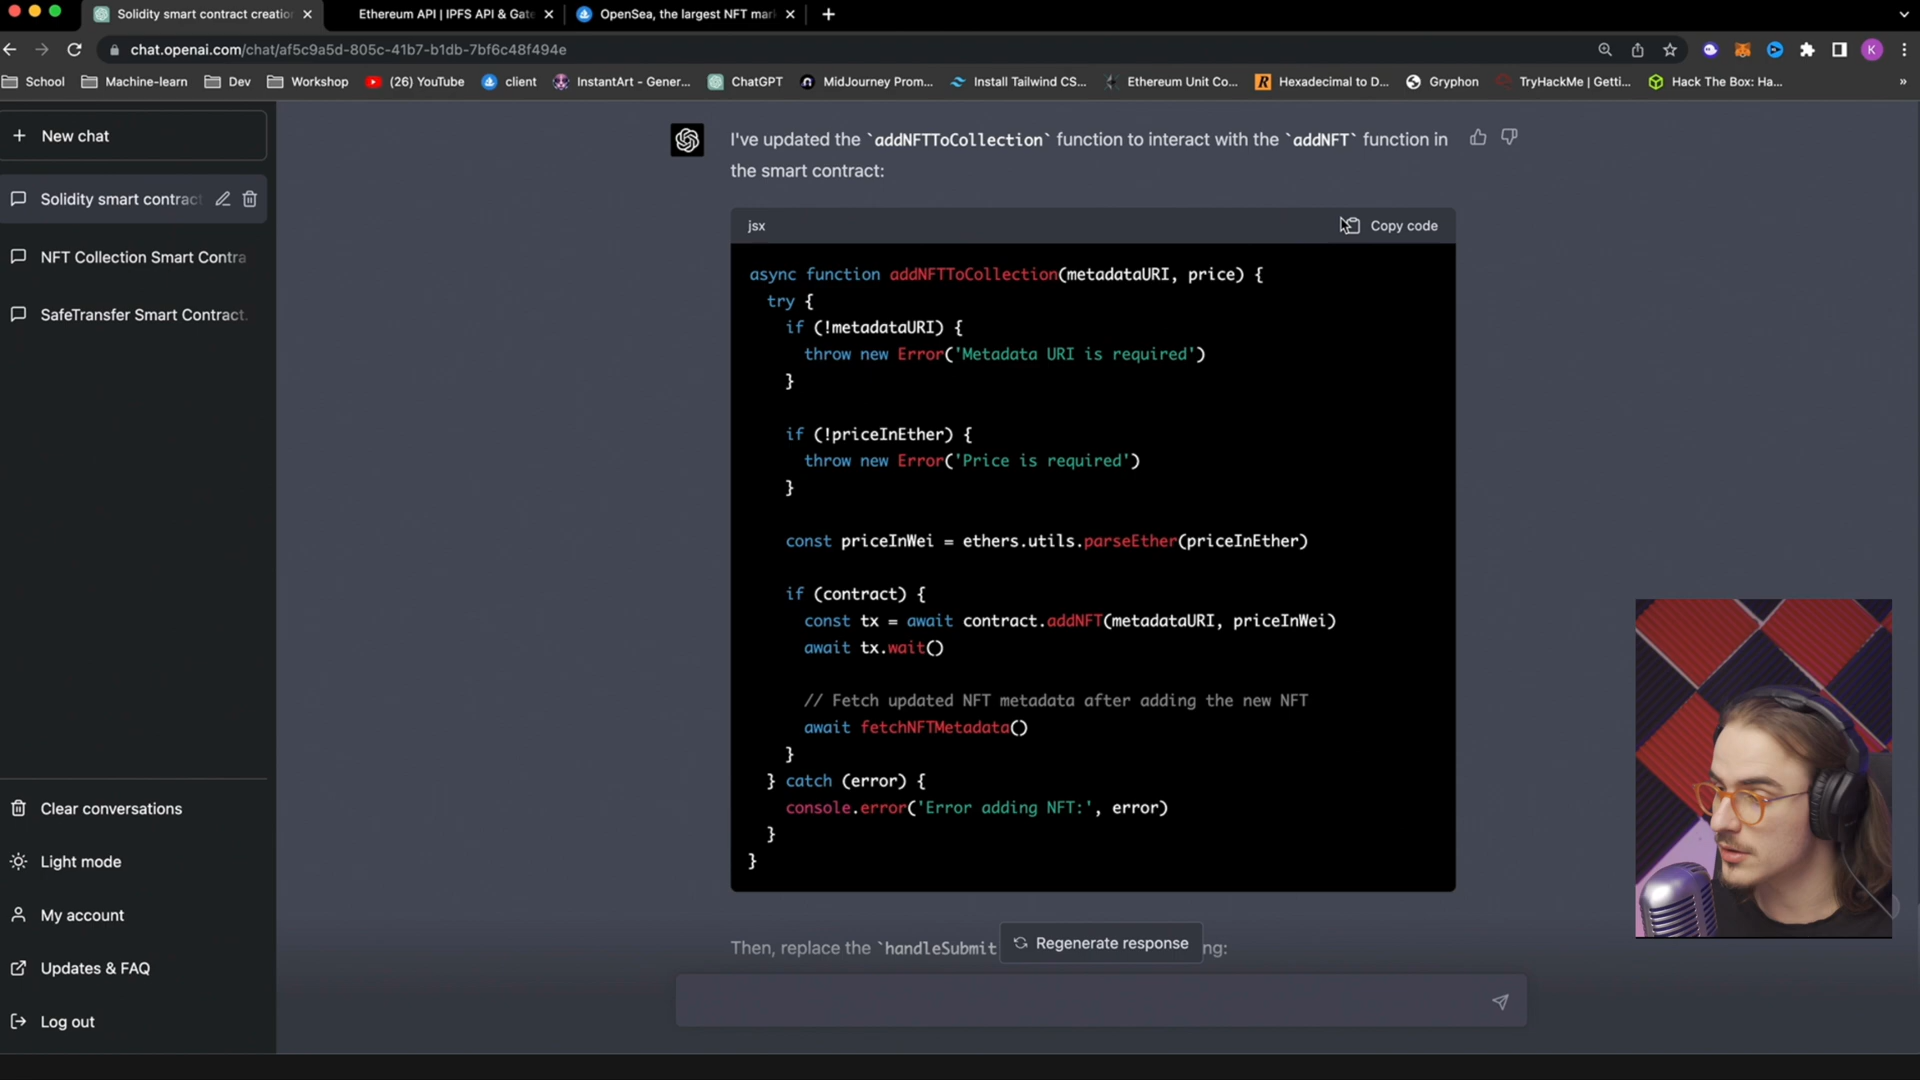 Solidity smart contract creatio
Ethereum API | IPFS API & Gate
OpenSea, the largest NFT mar
chat.openai.com/chat/af5c9a5d-805c-41b7-b1db-7bf6c48f494e
K
School
Machine-learn
Dev
Workshop
(26) YouTube
client
InstantArt - Gener...
ChatGPT
MidJourney Prom...
Install Tailwind CS...
Ethereum Unit Co...
Hexadecimal to D...
Gryphon
TryHackMe | Getti...
Hack The Box: Ha...
»
New chat
Solidity smart contract
NFT Collection Smart Contra
SafeTransfer Smart Contract.
Clear conversations
Light mode
My account
Updates & FAQ
Log out
I've updated the `addNFTToCollection` function to interact with the `addNFT` function in
the smart contract:
jsx
Copy code
async function addNFTToCollection(metadataURI, price) {
try {
if (!metadataURI) {
throw new Error('Metadata URI is required')
}
if (!priceInEther) {
throw new Error('Price is required')
}
const priceInWei = ethers.utils.parseEther(priceInEther)
if (contract) {
const tx = await contract.addNFT(metadataURI, priceInWei)
await tx.wait()
// Fetch updated NFT metadata after adding the new NFT
await fetchNFTMetadata()
}
} catch (error) {
console.error('Error adding NFT:', error)
}
}
Then, replace the `handleSubmit
ng:
Regenerate response